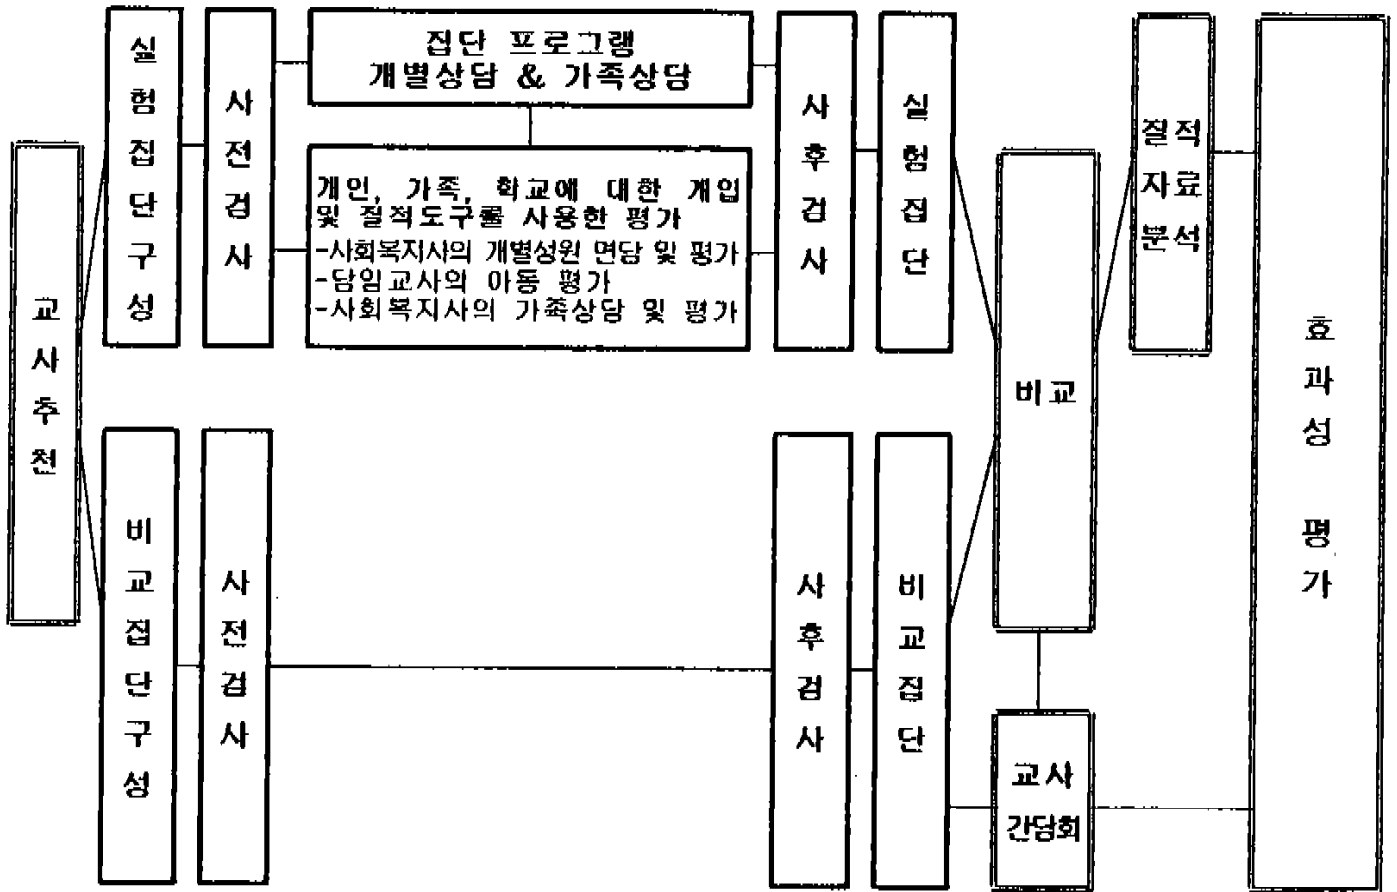 교사추천
실험집단구성
사전검사
집단 프로그램
개별상담 & 가족상담
개인, 가족, 학교에 대한 개입
및 질적도구를 사용한 평가
-사회복지사의 개별성원 면담 및 평가
-담임교사의 아동 평가
-사회복지사의 가족상담 및 평가
사후검사
실험집단
비교집단구성
사전검사
사후검사
비교집단
비교
교사
간담회
질적
자료
분석
효과성 평가